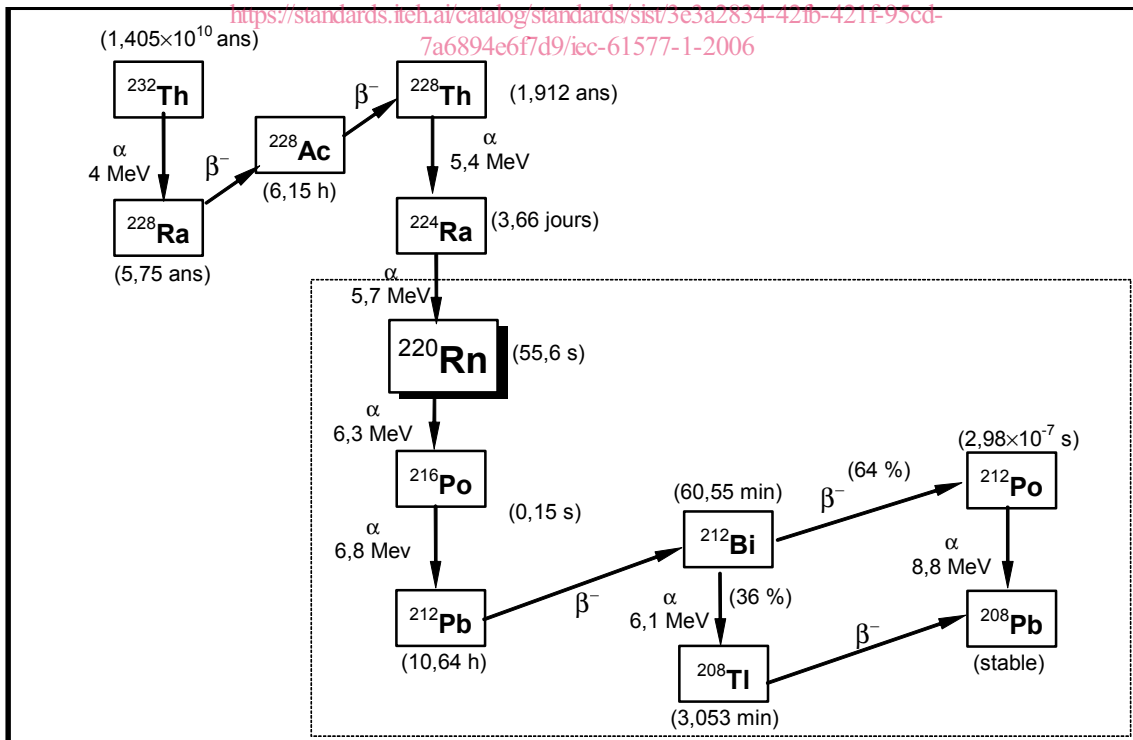 https://standards.iteh.ai/catalog/standards/sist/3e3a2834-42fb-421f-95cd-
7a6894e6f7d9/iec-61577-1-2006
(1,405×10¹⁰ ans)
²³²Th
α
4 MeV
²²⁸Ra
(5,75 ans)
β⁻
²²⁸Ac
(6,15 h)
β⁻
²²⁸Th
(1,912 ans)
α
5,4 MeV
²²⁴Ra
(3,66 jours)
α
5,7 MeV
²²⁰Rn
(55,6 s)
α
6,3 MeV
²¹⁶Po
(0,15 s)
α
6,8 Mev
²¹²Pb
(10,64 h)
β⁻
(60,55 min)
²¹²Bi
β⁻
(64 %)
(2,98×10⁻⁷ s)
²¹²Po
α
8,8 MeV
α
6,1 MeV
(36 %)
²⁰⁸Tl
(3,053 min)
β⁻
²⁰⁸Pb
(stable)